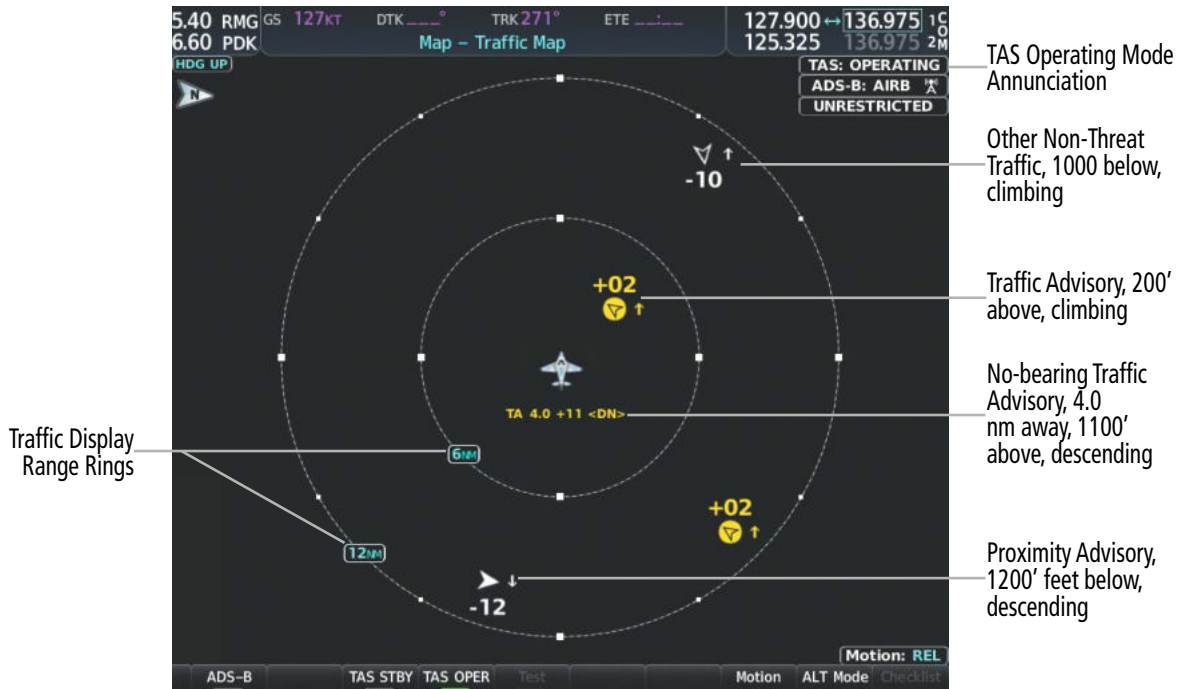 5.40 RMG GS 127KT DTK ___° TRK 271° ETE __:__ 127.900 ↔ 136.975 1 COM
6.60 PDK Map – Traffic Map 125.325 136.975 2
HDG UP
N
TAS: OPERATING
ADS-B: AIRB
UNRESTRICTED
TAS Operating Mode
Annunciation
↑
-10
Other Non-Threat
Traffic, 1000 below,
climbing
+02
↑
Traffic Advisory, 200'
above, climbing
TA 4.0 +11 <DN>
No-bearing Traffic
Advisory, 4.0
nm away, 1100'
above, descending
Traffic Display
Range Rings
6NM
12NM
+02
↑
↓
-12
Proximity Advisory,
1200' feet below,
descending
Motion: REL
ADS-B TAS STBY TAS OPER Test Motion ALT Mode Checklist